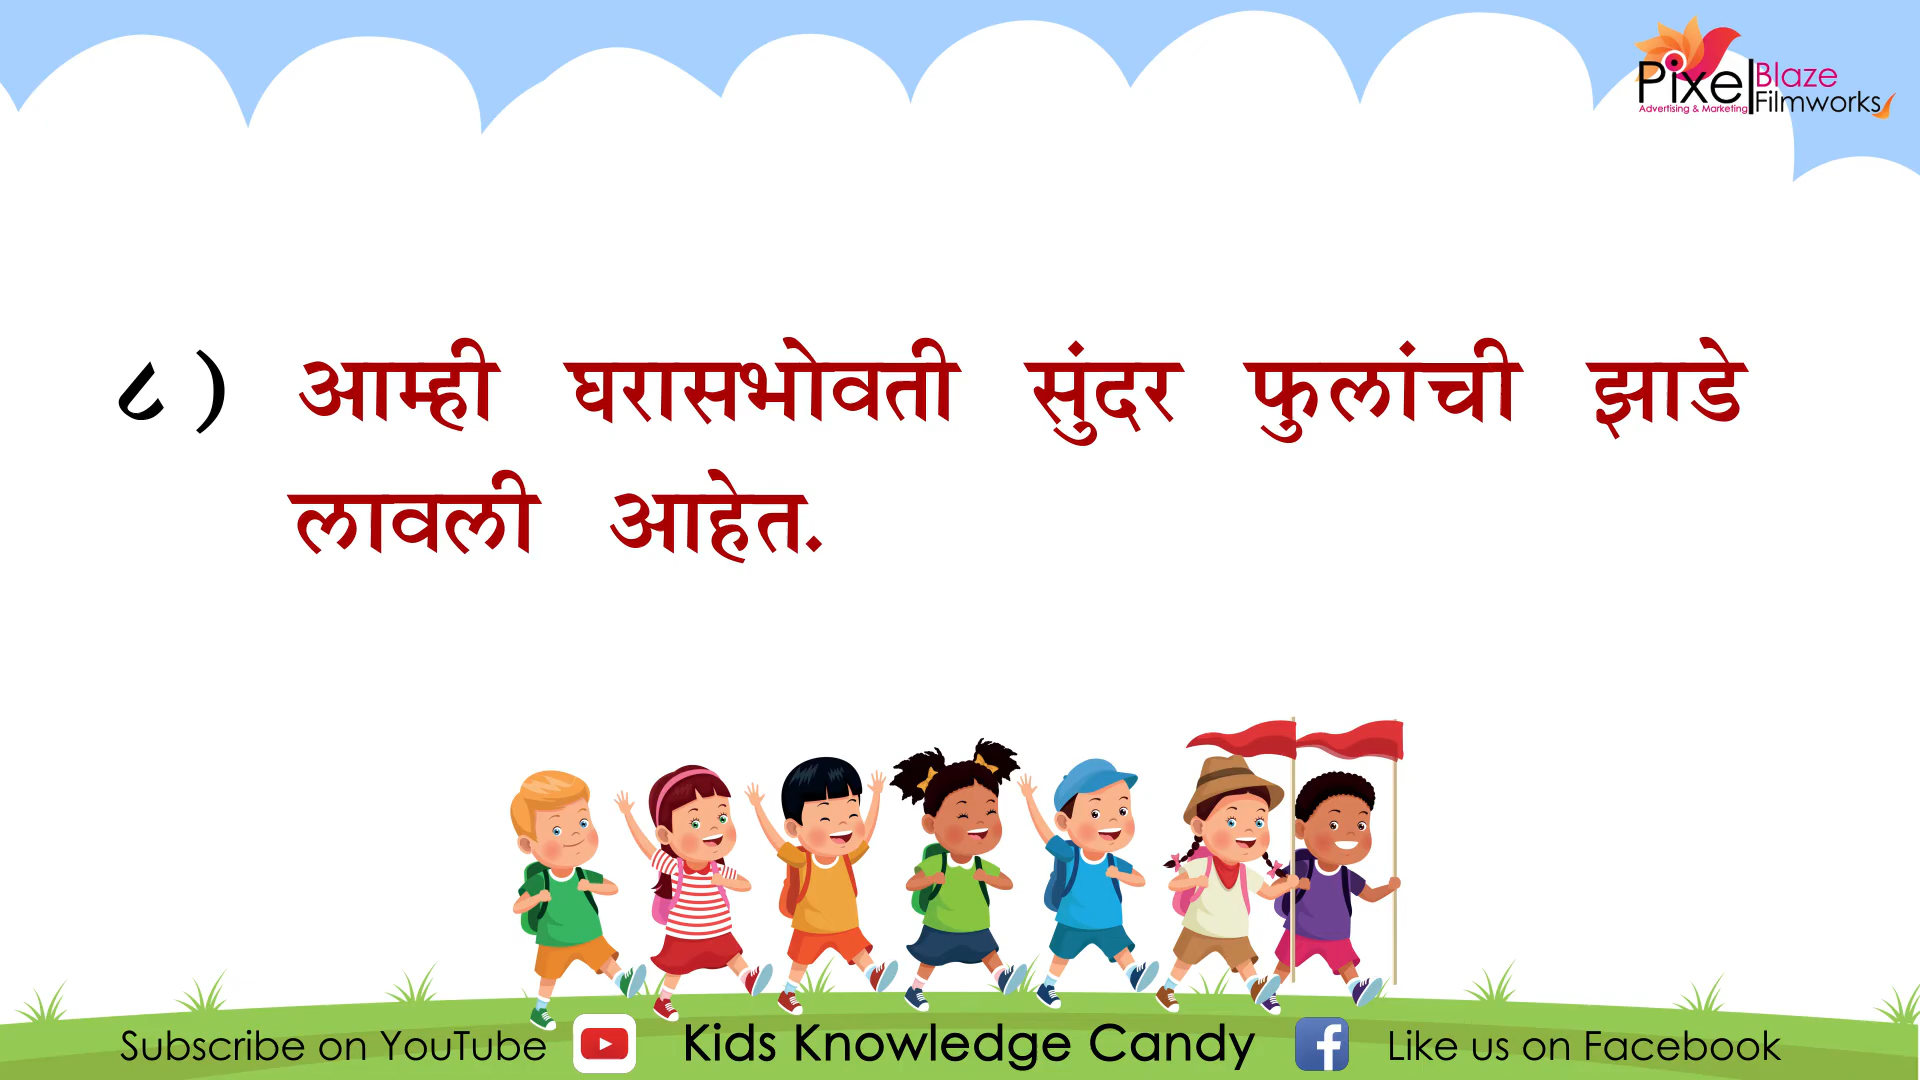 Pixel Blaze Filmworks
Advertising & Marketing
८) आम्ही घरासभोवती सुंदर फुलांची झाडे
लावली आहेत.
Subscribe on YouTube Kids Knowledge Candy f Like us on Facebook